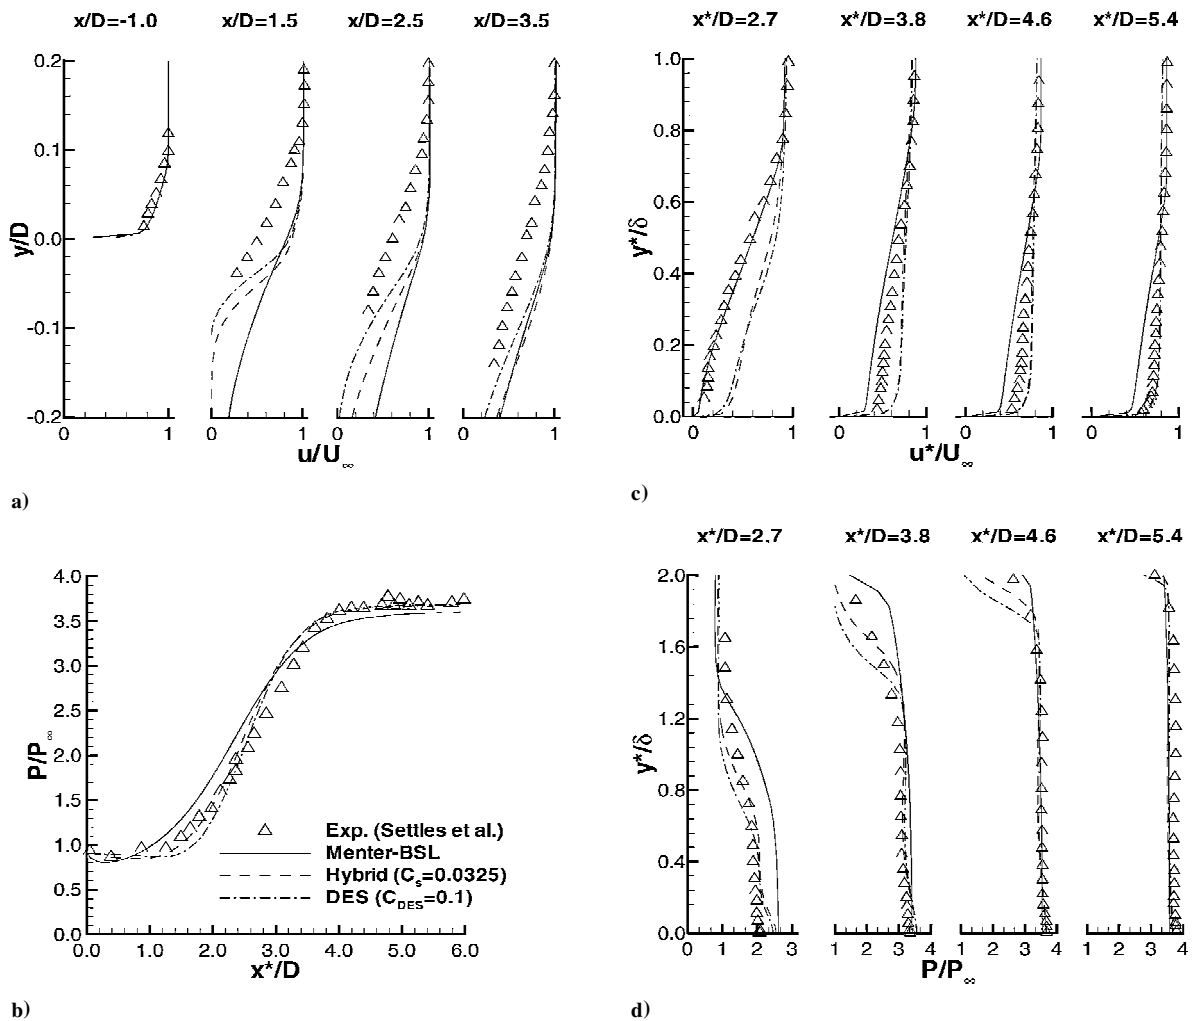 x/D=-1.0 x/D=1.5 x/D=2.5 x/D=3.5
0.2
0.1
0.0
-0.1
-0.2
y/D
0 1 0 1 0 1 0 1
u/U∞
a)
x*/D=2.7 x*/D=3.8 x*/D=4.6 x*/D=5.4
1.0
0.8
0.6
0.4
0.2
0.0
y*/δ
0 1 0 1 0 1 0 1
u*/U∞
c)
4.0
3.5
3.0
2.5
2.0
1.5
1.0
0.5
0.0
P/P∞
Exp. (Settles et al.)
Menter-BSL
Hybrid (Cs=0.0325)
DES (CDES=0.1)
0.0 1.0 2.0 3.0 4.0 5.0 6.0
x*/D
b)
x*/D=2.7 x*/D=3.8 x*/D=4.6 x*/D=5.4
2.0
1.6
1.2
0.8
0.4
0.0
y*/δ
0 1 2 3 1 2 3 4 1 2 3 4 1 2 3 4
P/P∞
d)